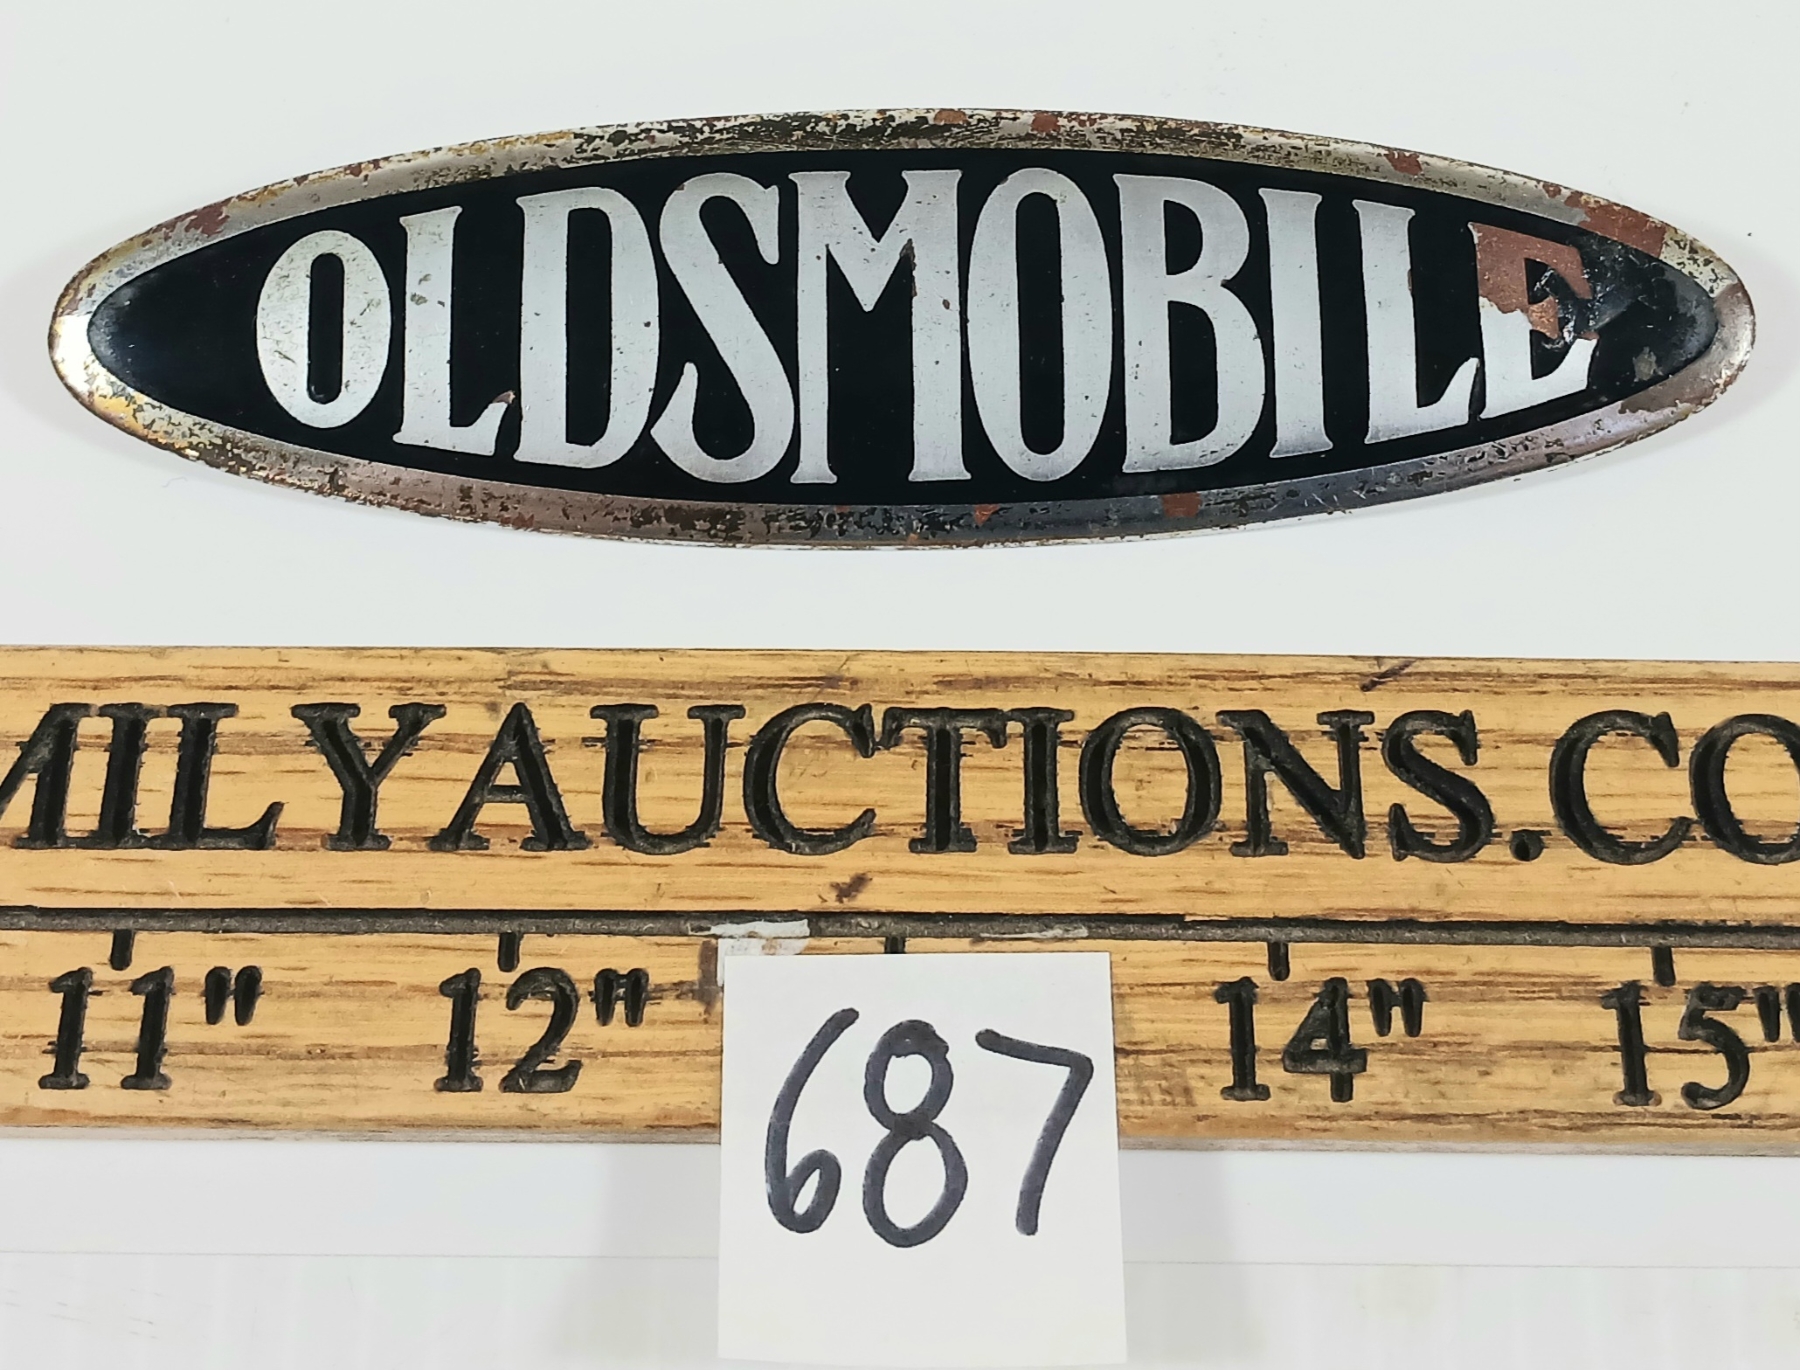 OLDSMOBILE
MILYAUCTIONS.CO
11" 12" 14" 15"
687